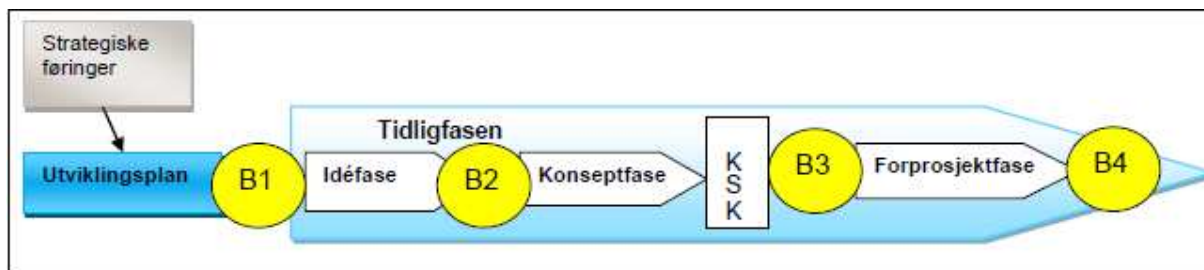 Strategiske
føringer
Tidligfasen
Utviklingsplan
B1
Idéfase
B2
Konseptfase
K
S
K
B3
Forprosjektfase
B4